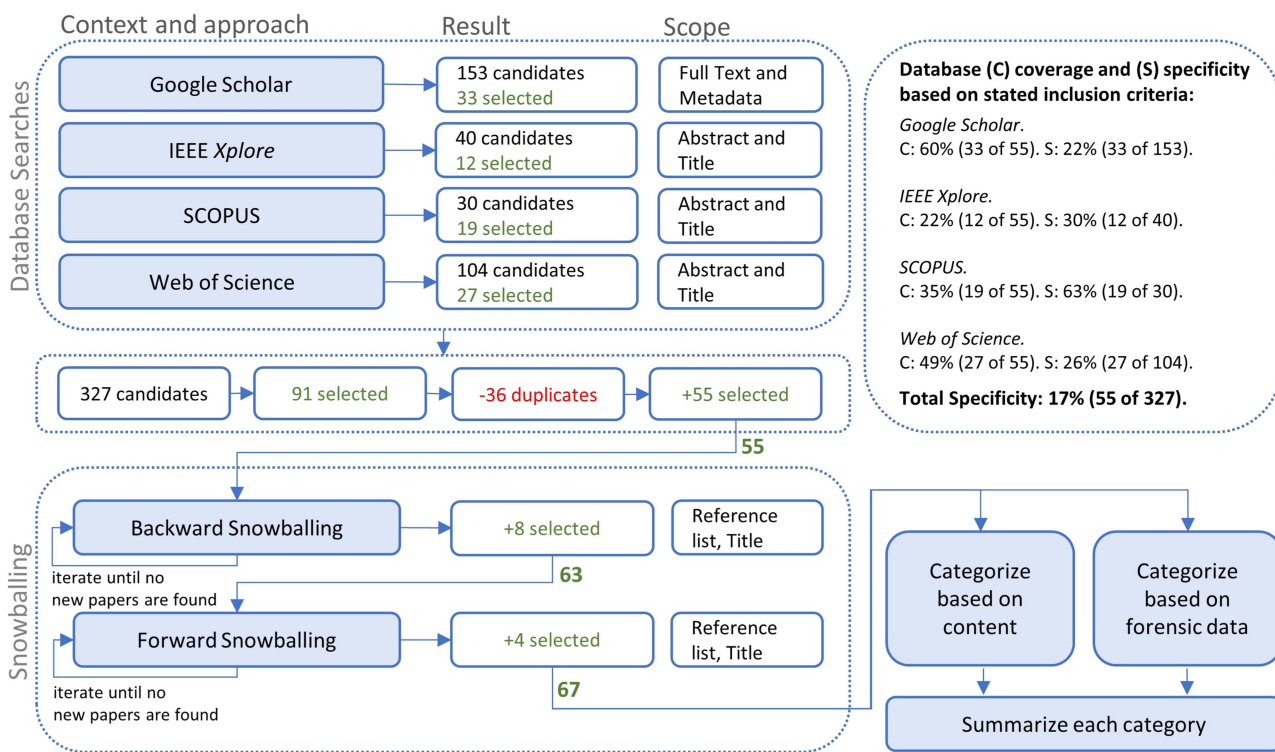 Context and approach
Result
Scope
Database Searches
Google Scholar
153 candidates
33 selected
Full Text and
Metadata
IEEE Xplore
40 candidates
12 selected
Abstract and
Title
SCOPUS
30 candidates
19 selected
Abstract and
Title
Web of Science
104 candidates
27 selected
Abstract and
Title
Database (C) coverage and (S) specificity
based on stated inclusion criteria:
Google Scholar.
C: 60% (33 of 55). S: 22% (33 of 153).
IEEE Xplore.
C: 22% (12 of 55). S: 30% (12 of 40).
SCOPUS.
C: 35% (19 of 55). S: 63% (19 of 30).
Web of Science.
C: 49% (27 of 55). S: 26% (27 of 104).
Total Specificity: 17% (55 of 327).
327 candidates
91 selected
-36 duplicates
+55 selected
55
Snowballing
Backward Snowballing
+8 selected
Reference
list, Title
iterate until no
new papers are found
63
Forward Snowballing
+4 selected
Reference
list, Title
iterate until no
new papers are found
67
Categorize
based on
content
Categorize
based on
forensic data
Summarize each category